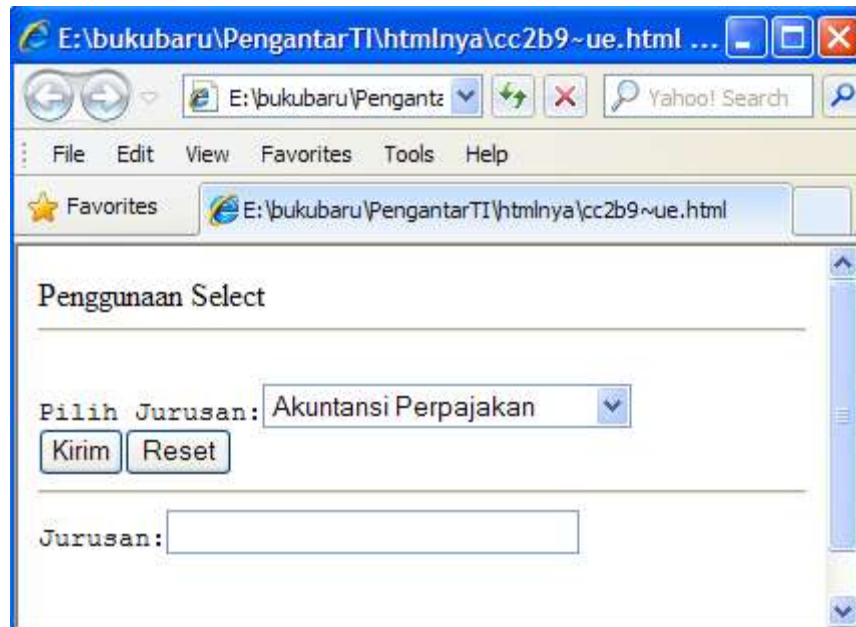 E:\bukubaru\PengantarTI\htmlnya\cc2b9~ue.html ...
E:\bukubaru\Penganta
Yahoo! Search
File Edit View Favorites Tools Help
Favorites
E:\bukubaru\PengantarTI\htmlnya\cc2b9~ue.html
Penggunaan Select
Pilih Jurusan: Akuntansi Perpajakan
Kirim Reset
Jurusan: